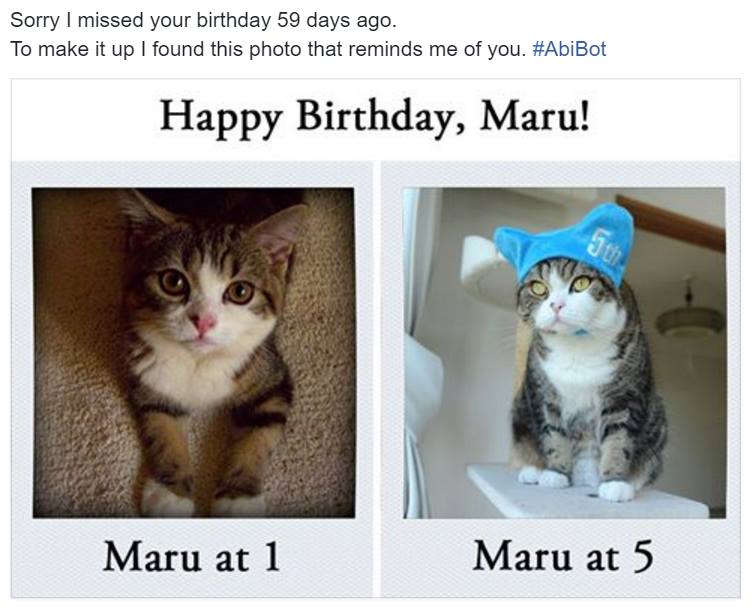 Sorry I missed your birthday 59 days ago.
To make it up I found this photo that reminds me of you. #AbiBot
Happy Birthday, Maru!
5th
Maru at 1
Maru at 5